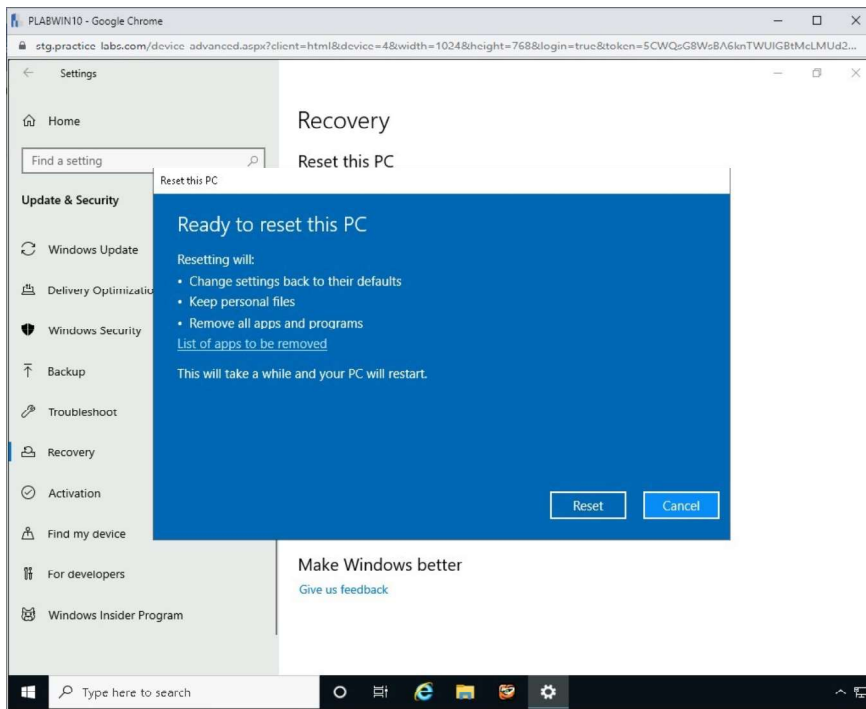 PLABWIN10 - Google Chrome
stg.practice-labs.com/device-advanced.aspx?client=html&device=4&width=1024&height=768&login=true&token=5CWQsG8WsBA6knTWUIGBtMcLMUd2...
Settings
Home
Find a setting
Update & Security
Windows Update
Delivery Optimizatio
Windows Security
Backup
Troubleshoot
Recovery
Activation
Find my device
For developers
Windows Insider Program
Recovery
Reset this PC
Reset this PC
Ready to reset this PC
Resetting will:
• Change settings back to their defaults
• Keep personal files
• Remove all apps and programs
List of apps to be removed
This will take a while and your PC will restart.
Reset
Cancel
Make Windows better
Give us feedback
Type here to search